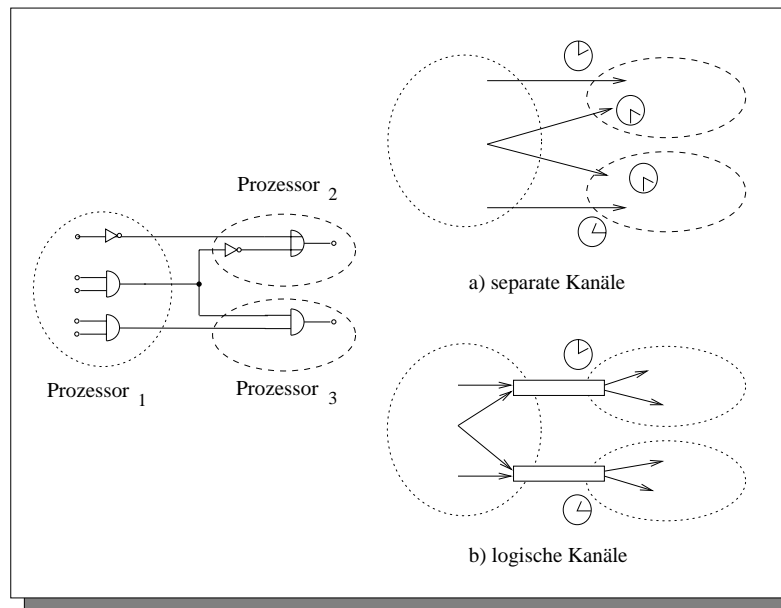 Prozessor 2
Prozessor 1
Prozessor 3
a) separate Kanäle
b) logische Kanäle